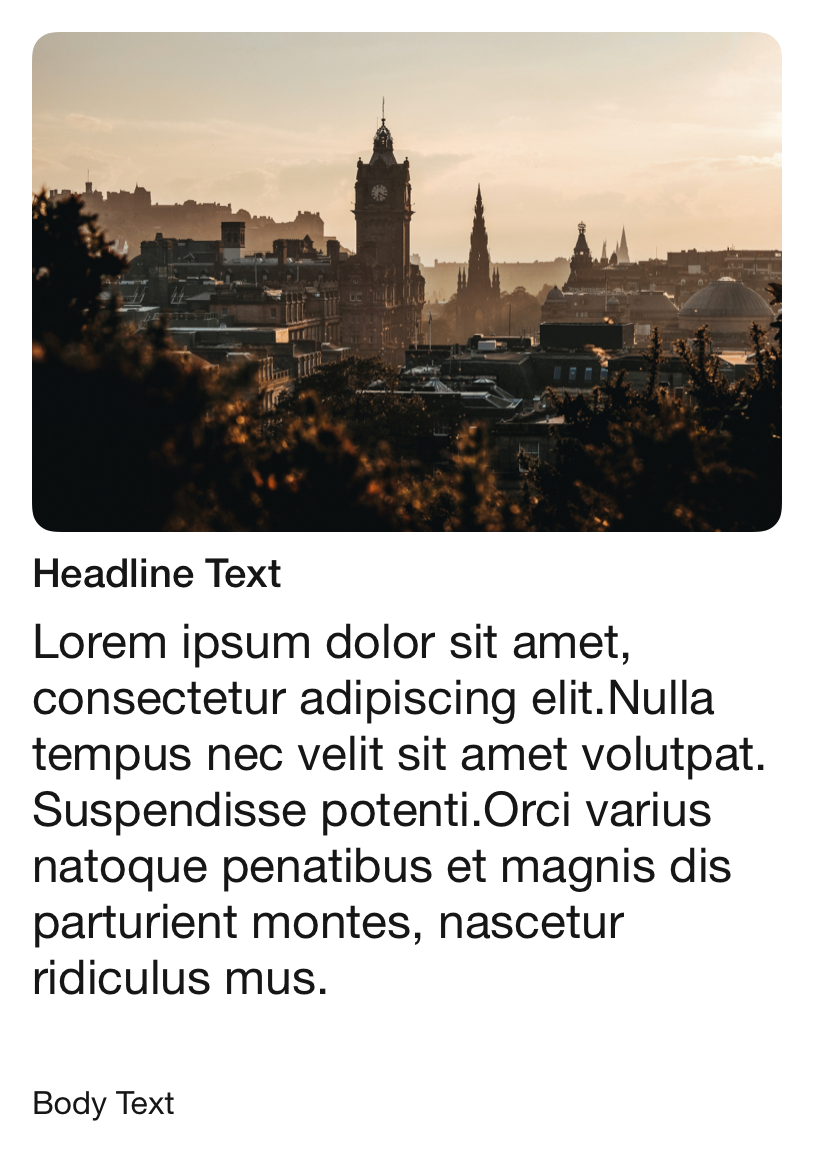 Headline Text
Lorem ipsum dolor sit amet,
consectetur adipiscing elit.Nulla
tempus nec velit sit amet volutpat.
Suspendisse potenti.Orci varius
natoque penatibus et magnis dis
parturient montes, nascetur
ridiculus mus.
Body Text